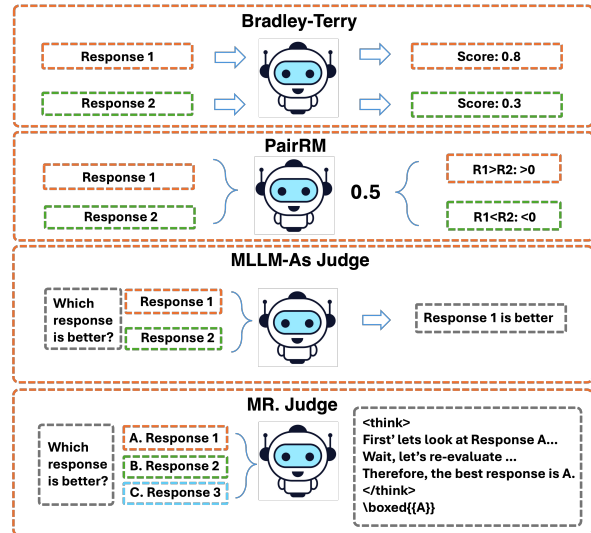 Bradley-Terry
Response 1
Score: 0.8
Response 2
Score: 0.3
PairRM
Response 1
Response 2
0.5
R1>R2: >0
R1<R2: <0
MLLM-As Judge
Which
response
is better?
Response 1
Response 2
Response 1 is better
MR. Judge
Which
response
is better?
A. Response 1
B. Response 2
C. Response 3
<think>
First' lets look at Response A...
Wait, let's re-evaluate ...
Therefore, the best response is A.
</think>
\boxed{{A}}